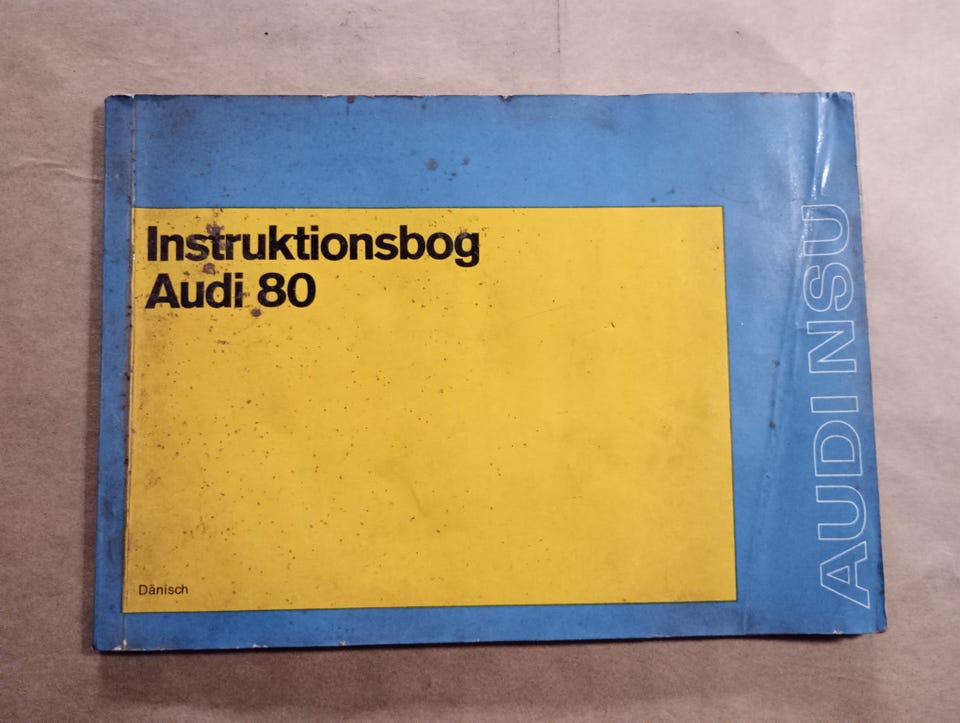 Instruktionsbog
Audi 80
Dänisch
AUDI NSU